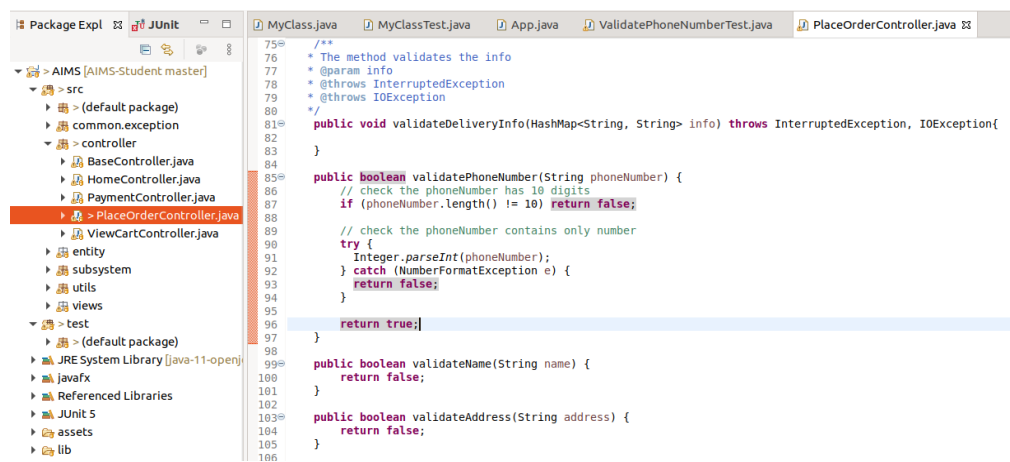 Package Expl
JUnit
> AIMS [AIMS-Student master]
> src
> (default package)
common.exception
> controller
BaseController.java
HomeController.java
PaymentController.java
> PlaceOrderController.java
ViewCartController.java
entity
subsystem
utils
views
> test
> (default package)
JRE System Library [java-11-openj
javafx
Referenced Libraries
JUnit 5
assets
lib
MyClass.java
MyClassTest.java
App.java
ValidatePhoneNumberTest.java
PlaceOrderController.java
75 /**
76 * The method validates the info
77 * @param info
78 * @throws InterruptedException
79 * @throws IOException
80 */
81 public void validateDeliveryInfo(HashMap<String, String> info) throws InterruptedException, IOException{
82
83 }
84
85 public boolean validatePhoneNumber(String phoneNumber) {
86 // check the phoneNumber has 10 digits
87 if (phoneNumber.length() != 10) return false;
88
89 // check the phoneNumber contains only number
90 try {
91 Integer.parseInt(phoneNumber);
92 } catch (NumberFormatException e) {
93 return false;
94 }
95
96 return true;
97 }
98
99 public boolean validateName(String name) {
100 return false;
101 }
102
103 public boolean validateAddress(String address) {
104 return false;
105 }
106